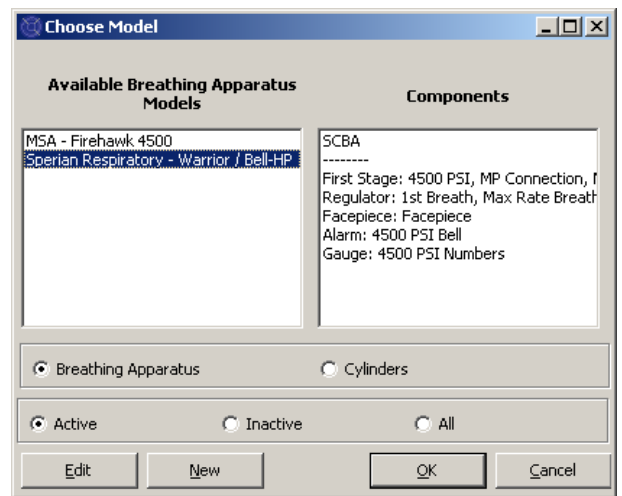 Choose Model
Available Breathing Apparatus
Models
Components
MSA - Firehawk 4500
Sperian Respiratory - Warrior / Bell-HP
SCBA
--------
First Stage: 4500 PSI, MP Connection,
Regulator: 1st Breath, Max Rate Breath
Facepiece: Facepiece
Alarm: 4500 PSI Bell
Gauge: 4500 PSI Numbers
Breathing Apparatus
Cylinders
Active
Inactive
All
Edit
New
OK
Cancel